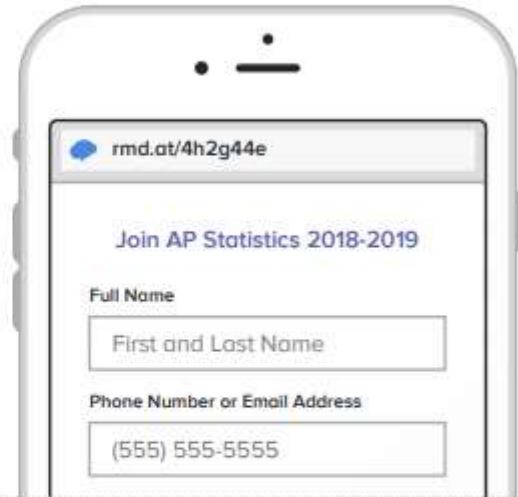 rmd.at/4h2g44e
Join AP Statistics 2018-2019
Full Name
First and Last Name
Phone Number or Email Address
(555) 555-5555